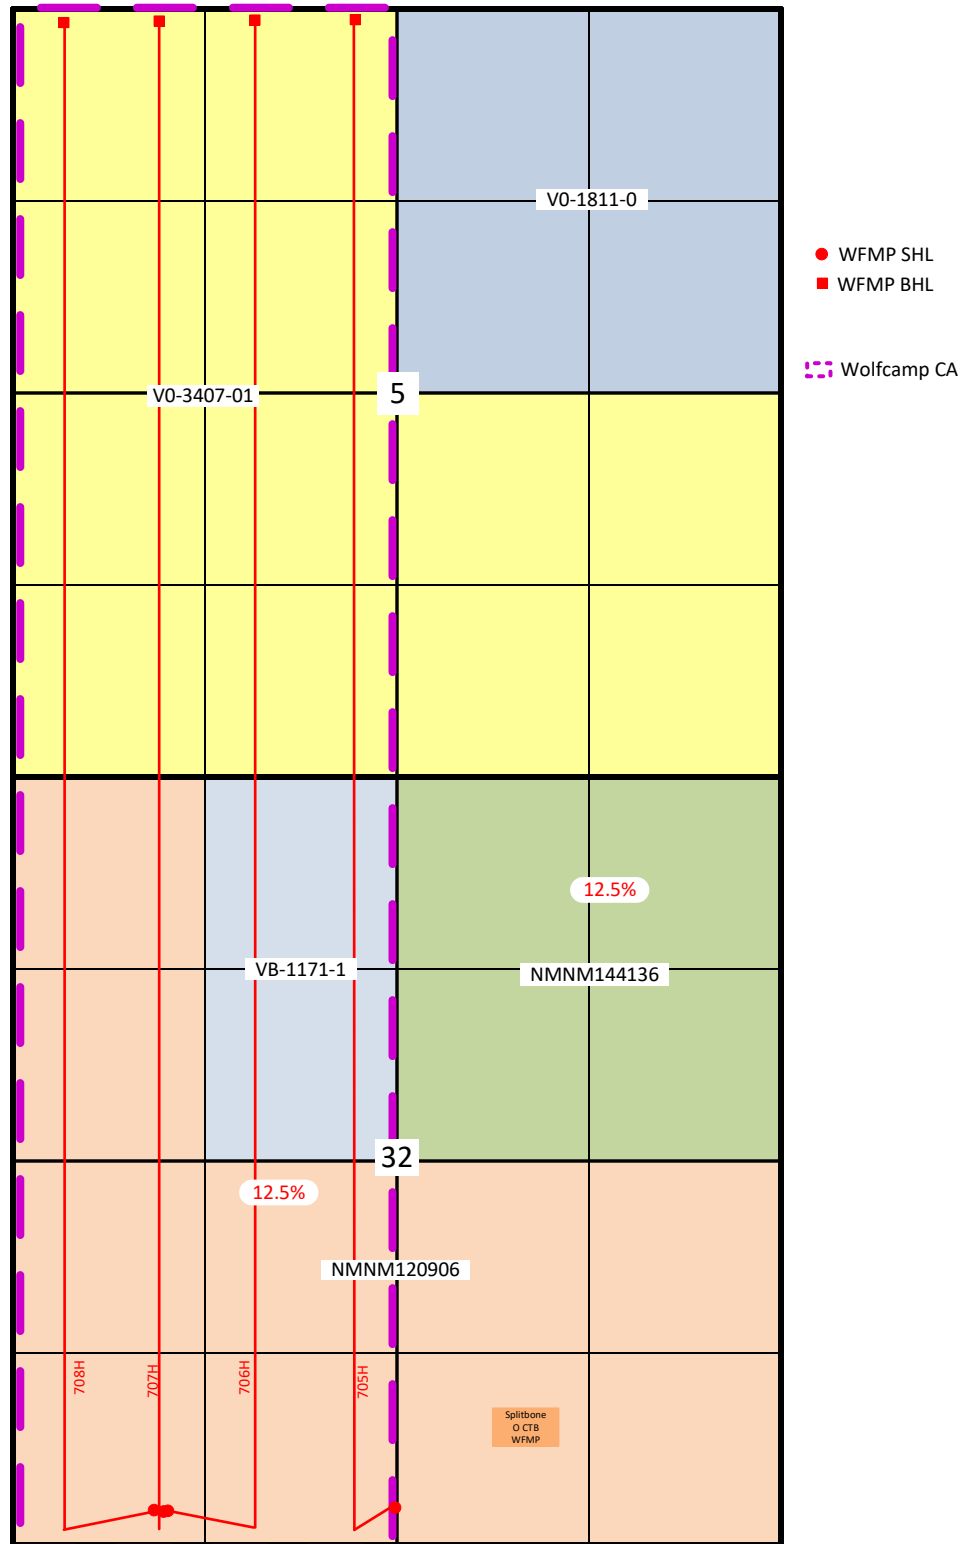 V0-1811-0
WFMP SHL
WFMP BHL
Wolfcamp CA
V0-3407-01
5
12.5%
VB-1171-1
NMNM144136
32
12.5%
NMNM120906
708H
707H
706H
705H
Splitbone
O CTB
WFMP